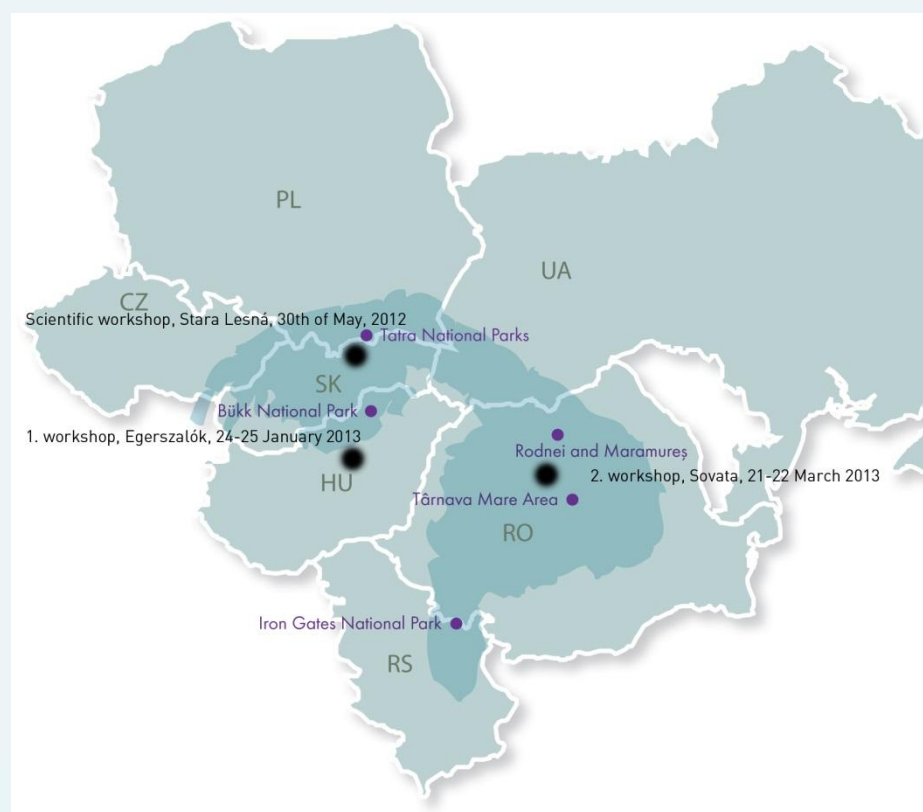 PL
UA
CZ
Scientific workshop, Stara Lesná, 30th of May, 2012
Tatra National Parks
SK
Bükk National Park
1. workshop, Egerszalók, 24-25 January 2013
Rodnei and Maramureş
HU
2. workshop, Sovata, 21-22 March 2013
Târnava Mare Area
RO
Iron Gates National Park
RS